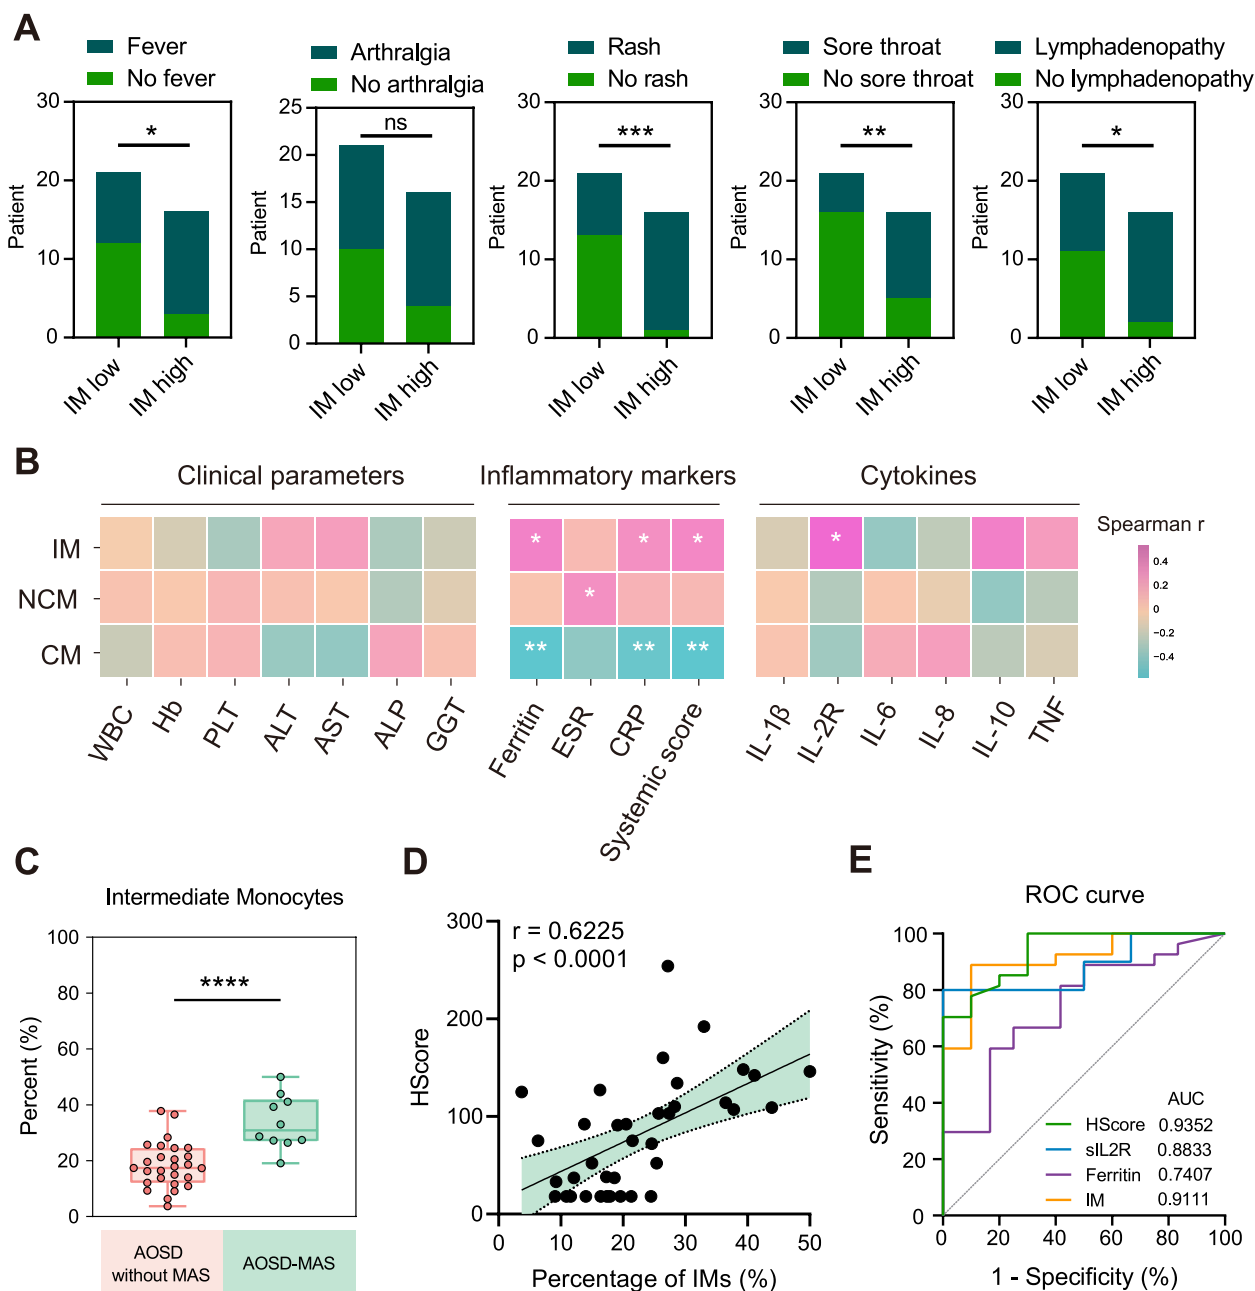 A
Fever
No fever
Arthralgia
No arthralgia
Rash
No rash
Sore throat
No sore throat
Lymphadenopathy
No lymphadenopathy
30
20
10
0
Patient
*
IM low
IM high
25
20
15
10
5
0
Patient
ns
IM low
IM high
30
20
10
0
Patient
***
IM low
IM high
30
20
10
0
Patient
**
IM low
IM high
30
20
10
0
Patient
*
IM low
IM high
B
Clinical parameters
Inflammatory markers
Cytokines
IM
* * * *
*
NCM
*
CM
** ** **
WBC
Hb
PLT
ALT
AST
ALP
GGT
Ferritin
ESR
CRP
Systemic score
IL-1β
IL-2R
IL-6
IL-8
IL-10
TNF
Spearman r
0.4
0.2
0
−0.2
−0.4
C
Intermediate Monocytes
100
80
60
40
20
0
Percent (%)
****
AOSD
without MAS
AOSD-MAS
D
r = 0.6225
p < 0.0001
HScore
300
200
100
0
0 10 20 30 40 50
Percentage of IMs (%)
E
ROC curve
100
80
60
40
20
0
Sensitivity (%)
AUC
HScore 0.9352
sIL2R 0.8833
Ferritin 0.7407
IM 0.9111
0 20 40 60 80 100
1 - Specificity (%)